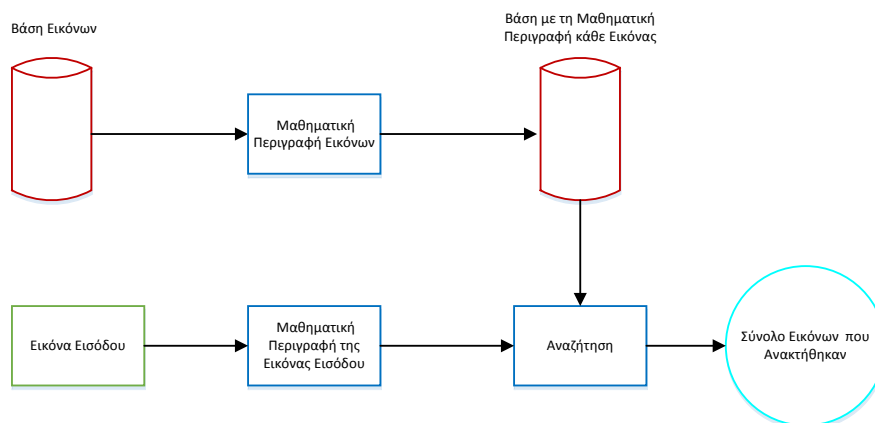 Βάση Εικόνων
Βάση με τη Μαθηματική
Περιγραφή κάθε Εικόνας
Μαθηματική
Περιγραφή Εικόνων
Εικόνα Εισόδου
Μαθηματική
Περιγραφή της
Εικόνας Εισόδου
Αναζήτηση
Σύνολο Εικόνων που
Ανακτήθηκαν